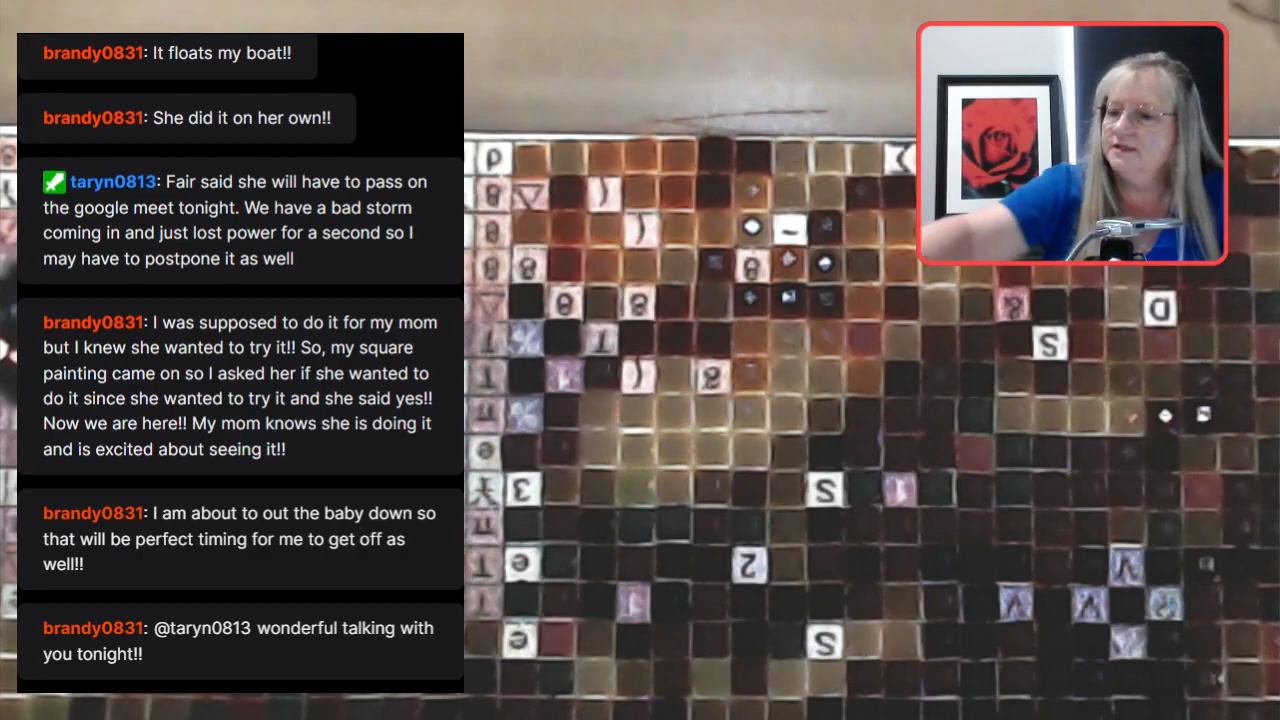 brandy0831: It floats my boat!!
brandy0831: She did it on her own!!
taryn0813: Fair said she will have to pass on
the google meet tonight. We have a bad storm
coming in and just lost power for a second so I
may have to postpone it as well
brandy0831: I was supposed to do it for my mom
but I knew she wanted to try it!! So, my square
painting came on so I asked her if she wanted to
do it since she wanted to try it and she said yes!!
Now we are here!! My mom knows she is doing it
and is excited about seeing it!!
brandy0831: I am about to out the baby down so
that will be perfect timing for me to get off as
well!!
brandy0831: @taryn0813 wonderful talking with
you tonight!!